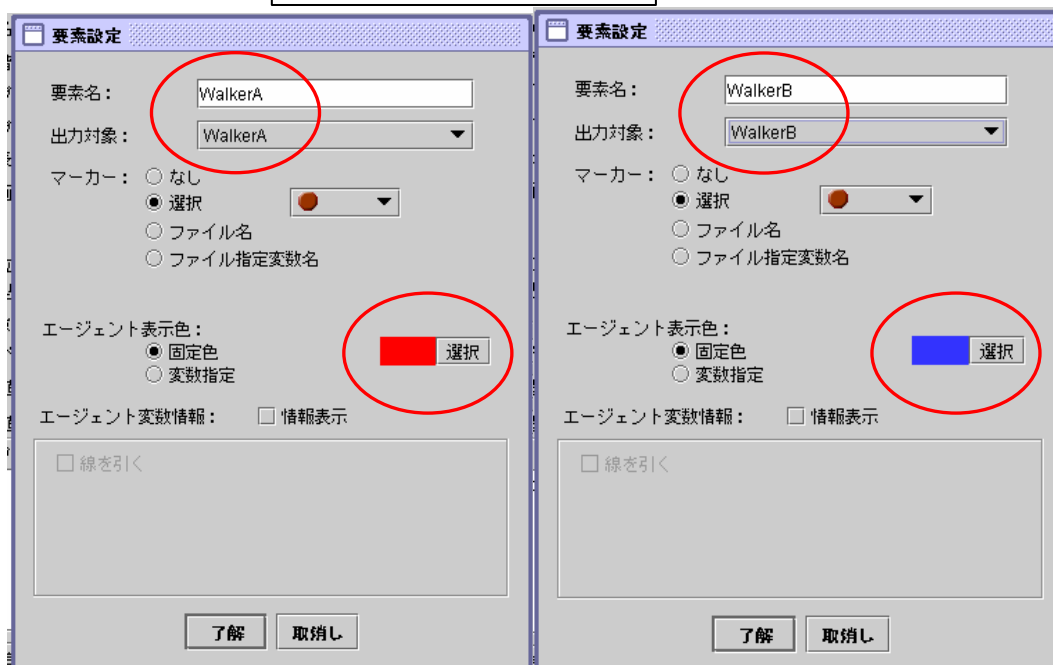 要素設定
要素名：
WalkerA
出力対象：
WalkerA
マーカー：
なし
選択
ファイル名
ファイル指定変数名
エージェント表示色：
固定色
選択
変数指定
エージェント変数情報：
情報表示
線を引く
了解
取消し
要素設定
要素名：
WalkerB
出力対象：
WalkerB
マーカー：
なし
選択
ファイル名
ファイル指定変数名
エージェント表示色：
固定色
選択
変数指定
エージェント変数情報：
情報表示
線を引く
了解
取消し